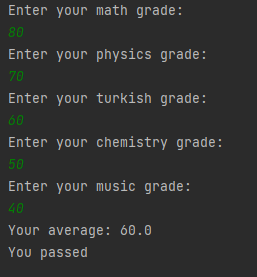 Enter your math grade:
80
Enter your physics grade:
70
Enter your turkish grade:
60
Enter your chemistry grade:
50
Enter your music grade:
40
Your average: 60.0
You passed